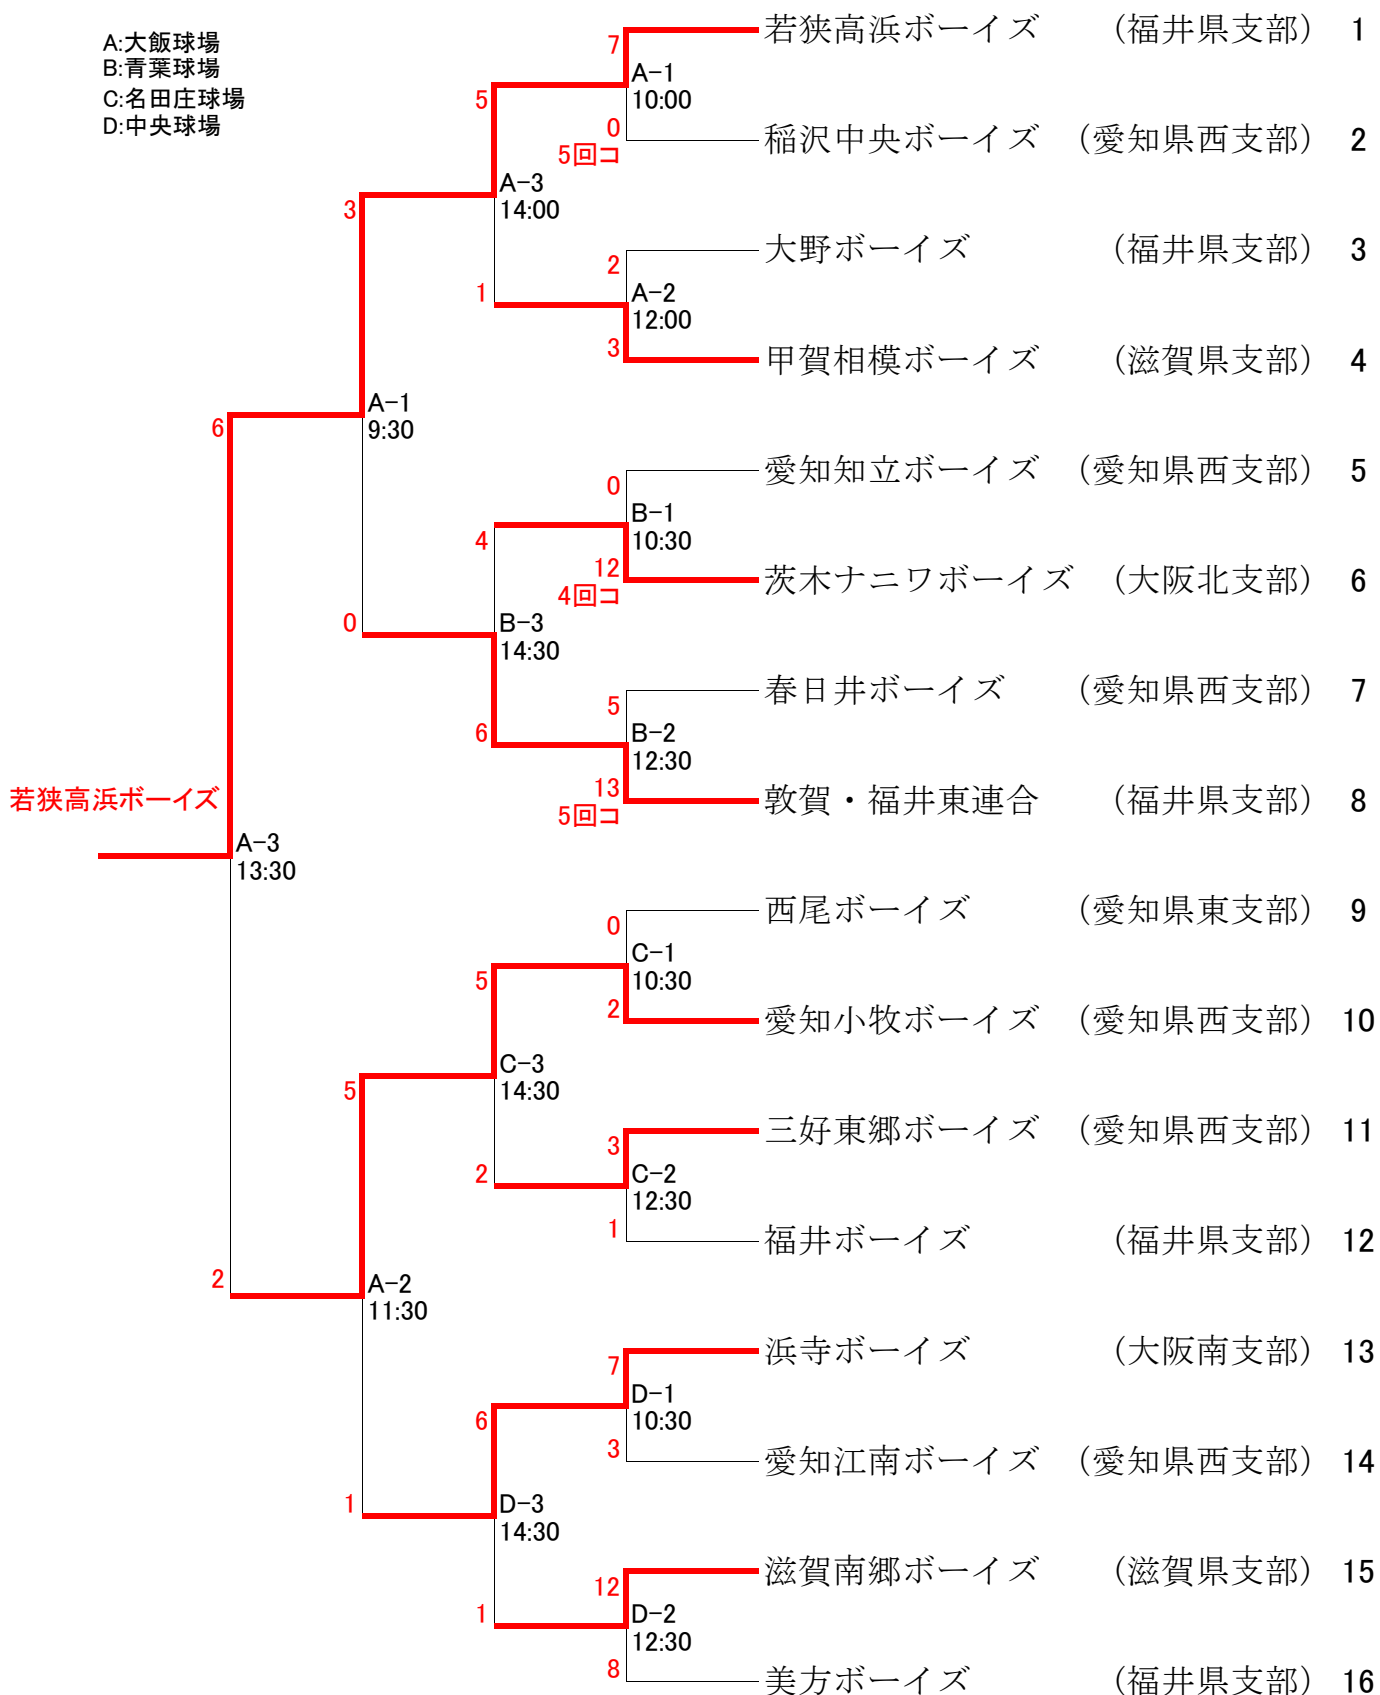 A:大飯球場
B:青葉球場
C:名田庄球場
D:中央球場
若狭高浜ボーイズ (福井県支部) 1
7
A-1
10:00
5
0
5回コ
稲沢中央ボーイズ (愛知県西支部) 2
A-3
14:00
3
大野ボーイズ (福井県支部) 3
2
A-2
12:00
1
3
甲賀相模ボーイズ (滋賀県支部) 4
A-1
9:30
6
愛知知立ボーイズ (愛知県西支部) 5
0
B-1
10:30
4
12
4回コ
茨木ナニワボーイズ (大阪北支部) 6
B-3
14:30
0
春日井ボーイズ (愛知県西支部) 7
5
B-2
12:30
6
13
5回コ
敦賀・福井東連合 (福井県支部) 8
若狭高浜ボーイズ
A-3
13:30
西尾ボーイズ (愛知県東支部) 9
0
C-1
10:30
5
2
愛知小牧ボーイズ (愛知県西支部) 10
C-3
14:30
5
三好東郷ボーイズ (愛知県西支部) 11
3
C-2
12:30
2
1
福井ボーイズ (福井県支部) 12
2
A-2
11:30
浜寺ボーイズ (大阪南支部) 13
7
D-1
10:30
6
3
愛知江南ボーイズ (愛知県西支部) 14
D-3
14:30
1
滋賀南郷ボーイズ (滋賀県支部) 15
12
D-2
12:30
1
8
美方ボーイズ (福井県支部) 16